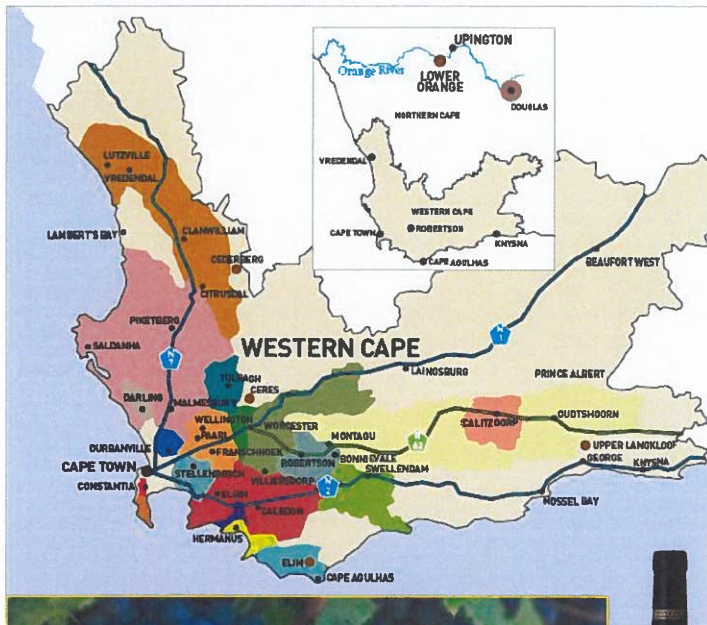 UPINGTON
Orange River
LOWER
ORANGE
DOUGLAS
NORTHERN CAPE
VREDENDAL
WESTERN CAPE
CAPE TOWN
ROBERTSON
KNYSNA
CAPE AGULHAS
LUTZVILLE
VREDENDAL
LAMBERT'S BAY
CLANWILLIAM
CEDERBERG
CITRUSDAL
BEAUFORT WEST
PIKETBERG
SALDANHA
N
7
N
1
WESTERN CAPE
LAINGSBURG
PRINCE ALBERT
TULBAGH
CERES
DARLING
MALMESBURY
CALITZDORP
OUDTSHOORN
WELLINGTON
WORCESTER
PAARL
MONTAGU
DURBANVILLE
FRANSCHHOEK
ROBERTSON
BONNIEVALE
UPPER LANGKLOOF
GEORGE
KNYSNA
CAPE TOWN
STELLENBOSCH
VILLIERSDORP
SWELLENDAM
CONSTANTIA
N
2
ELGIN
CALEDON
MOSSEL BAY
HERMANUS
ELIM
CAPE AGULHAS